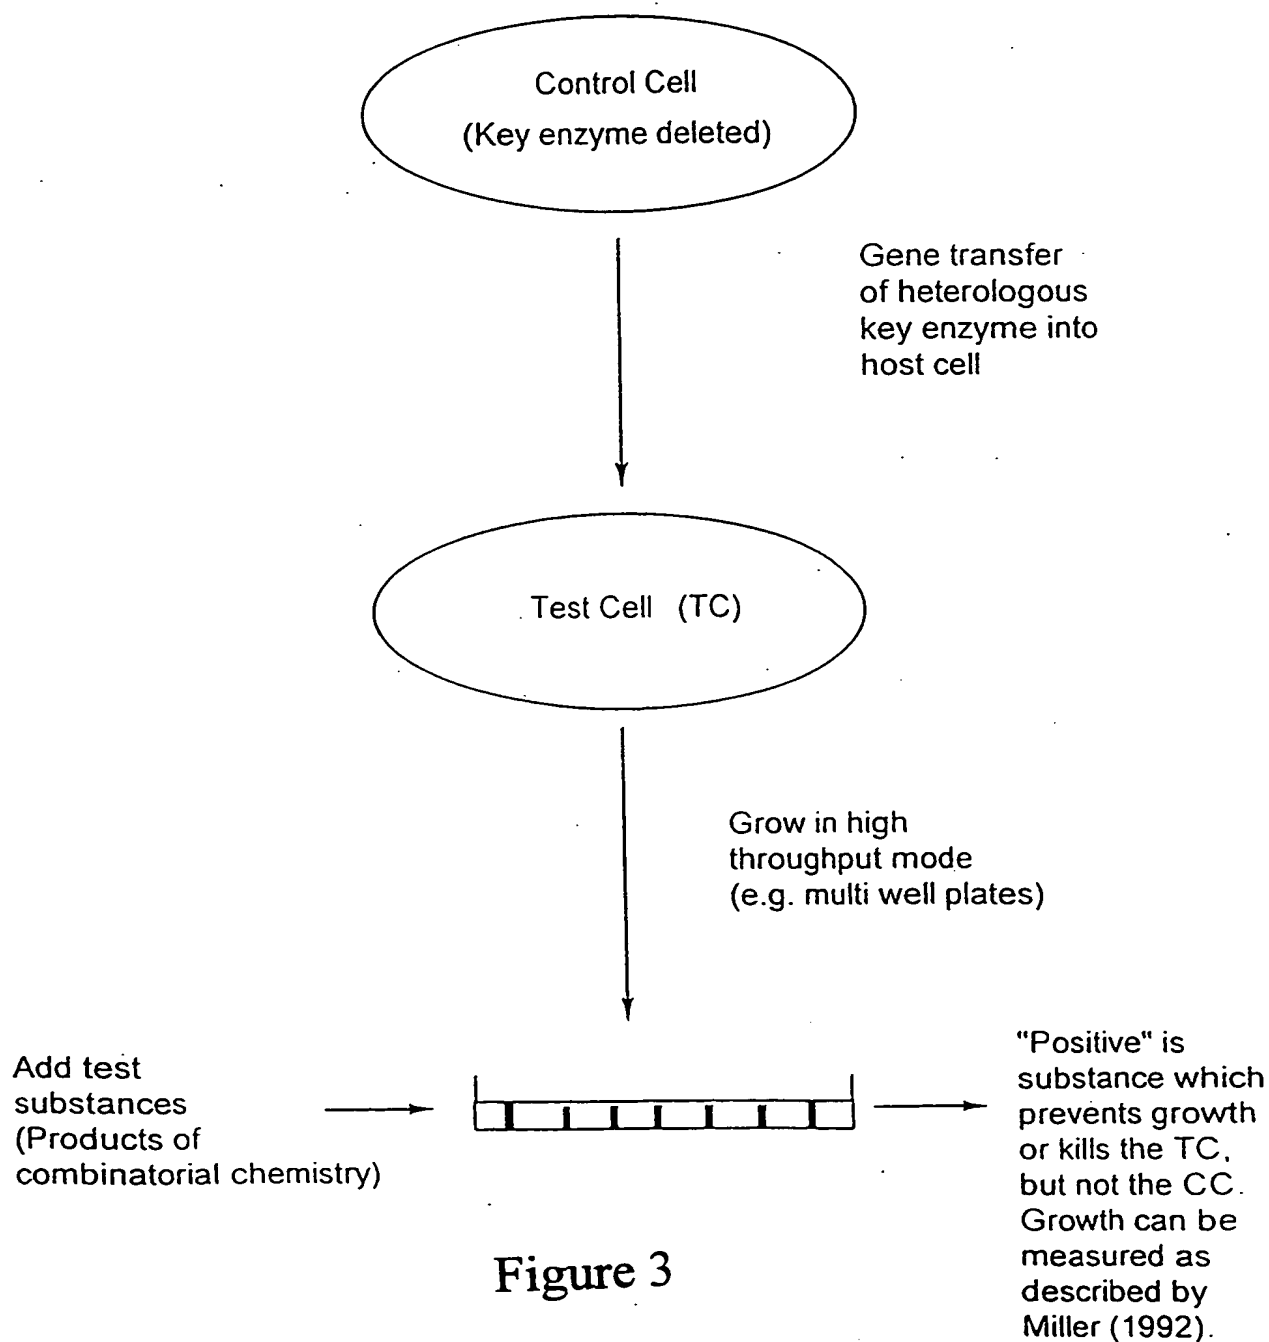 Control Cell
(Key enzyme deleted)
Gene transfer
of heterologous
key enzyme into
host cell
Test Cell (TC)
Grow in high
throughput mode
(e.g. multi well plates)
Add test
substances
(Products of
combinatorial chemistry)
"Positive" is
substance which
prevents growth
or kills the TC,
but not the CC.
Growth can be
measured as
described by
Miller (1992).
Figure 3